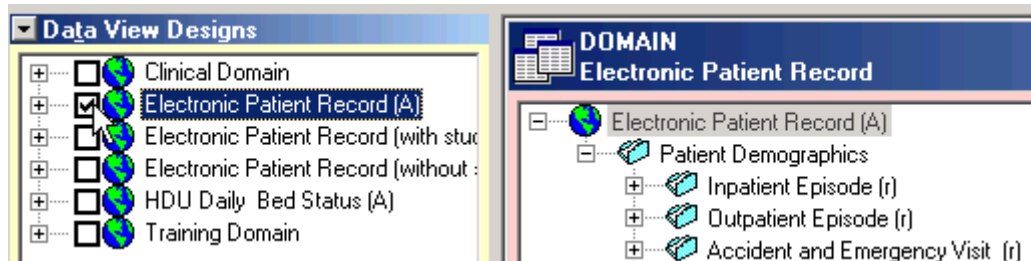 Data View Designs
Clinical Domain
Electronic Patient Record (A)
Electronic Patient Record (with
Electronic Patient Record (without
HDU Daily Bed Status (A)
Training Domain
DOMAIN
Electronic Patient Record
Electronic Patient Record (A)
Patient Demographics
Inpatient Episode (r)
Outpatient Episode (r)
Accident and Emergency Visit (r)